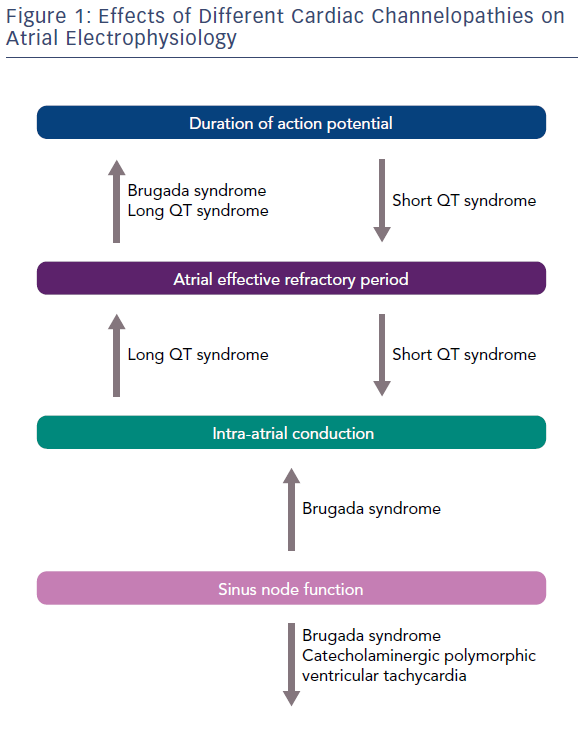 Figure 1: Effects of Different Cardiac Channelopathies on
Atrial Electrophysiology
Duration of action potential
Brugada syndrome
Long QT syndrome
Short QT syndrome
Atrial effective refractory period
Long QT syndrome
Short QT syndrome
Intra-atrial conduction
Brugada syndrome
Sinus node function
Brugada syndrome
Catecholaminergic polymorphic
ventricular tachycardia